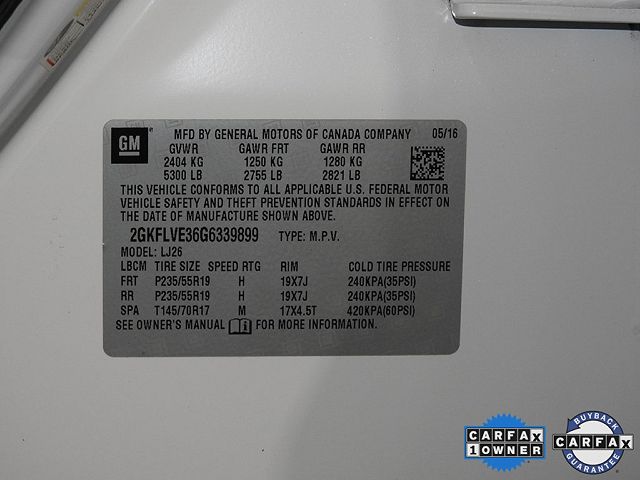 GM
MFD BY GENERAL MOTORS OF CANADA COMPANY 05/16
GVWR GAWR FRT GAWR RR
2404 KG 1250 KG 1280 KG
5300 LB 2755 LB 2821 LB
THIS VEHICLE CONFORMS TO ALL APPLICABLE U.S. FEDERAL MOTOR
VEHICLE SAFETY AND THEFT PREVENTION STANDARDS IN EFFECT ON
THE DATE OF MANUFACTURE SHOWN ABOVE.
2GKFLVE36G6339899 TYPE: M.P.V.
MODEL: LJ26
LBCM TIRE SIZE SPEED RTG RIM COLD TIRE PRESSURE
FRT P235/55R19 H 19X7J 240KPA(35PSI)
RR P235/55R19 H 19X7J 240KPA(35PSI)
SPA T145/70R17 M 17X4.5T 420KPA(60PSI)
SEE OWNER'S MANUAL FOR MORE INFORMATION.
CARFAX
1 OWNER
BUYBACK
CARFAX
GUARANTEE